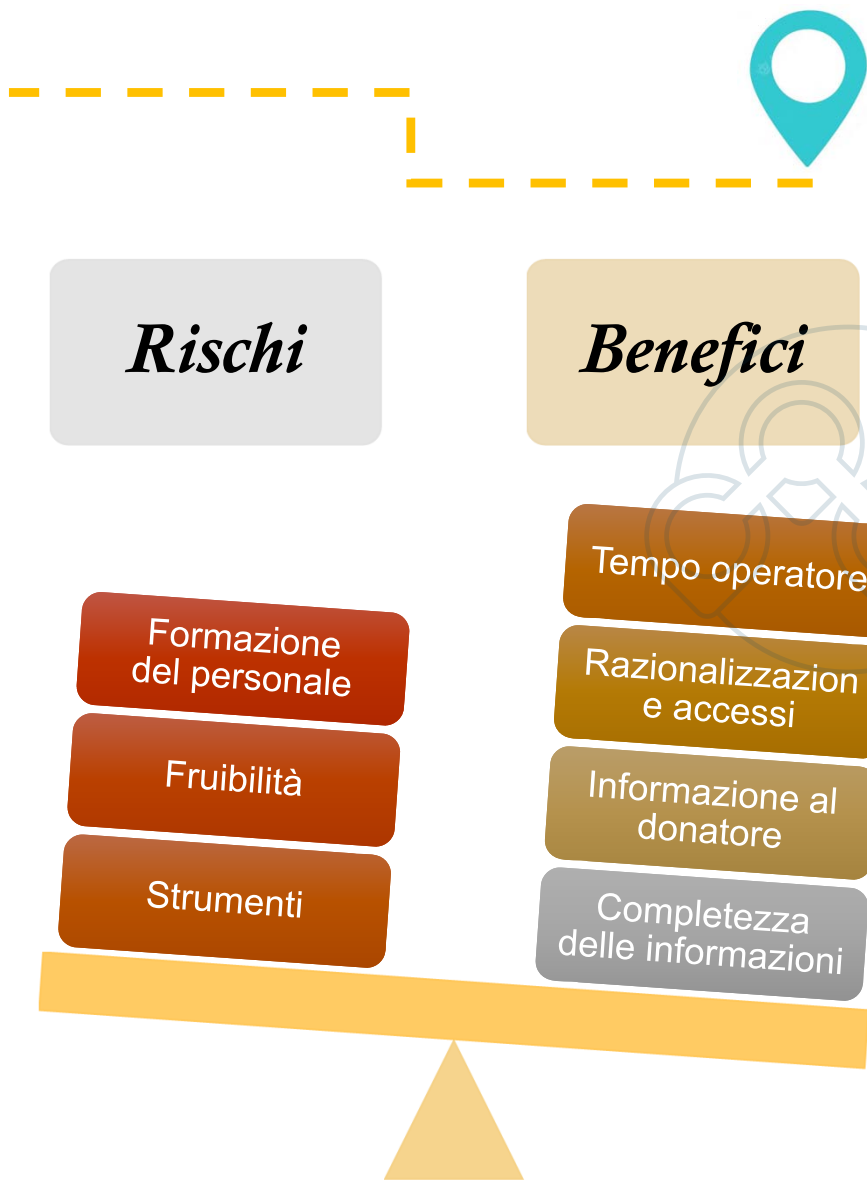 Rischi
Benefici
Formazione
del personale
Fruibilità
Strumenti
Tempo operatore
Razionalizzazion
e accessi
Informazione al
donatore
Completezza
delle informazioni